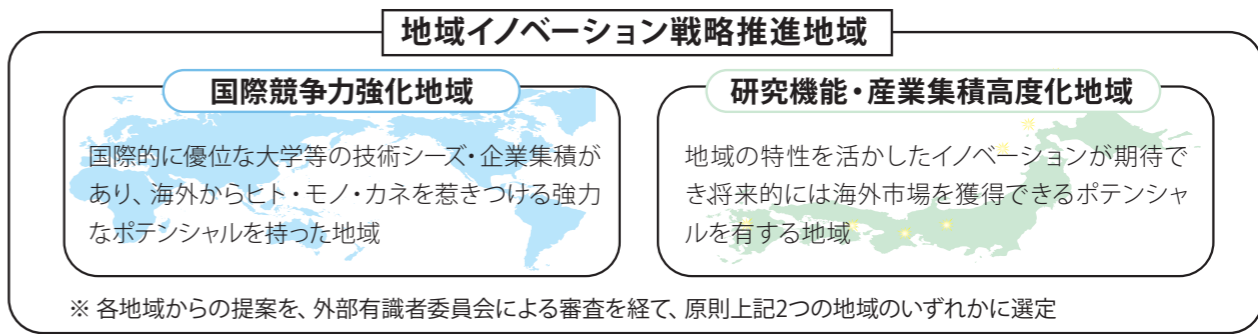 地域イノベーション戦略推進地域
国際競争力強化地域
国際的に優位な大学等の技術シーズ・企業集積が
あり、海外からヒト・モノ・カネを惹きつける強力
なポテンシャルを持った地域
研究機能・産業集積高度化地域
地域の特性を活かしたイノベーションが期待で
き、将来的には海外市場を獲得できるポテンシャ
ルを有する地域
※ 各地域からの提案を、外部有識者委員会による審査を経て、原則上記2つの地域のいずれかに選定